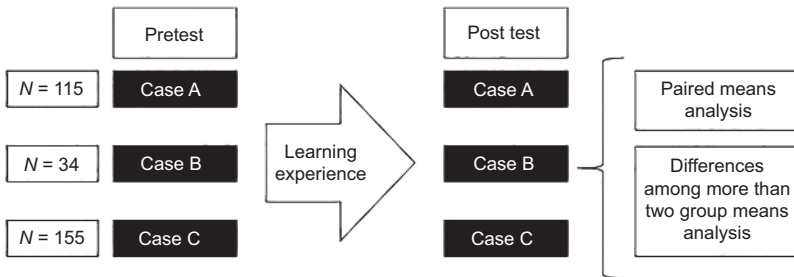 Pretest
Post test
N = 115
Case A
Case A
Paired means
analysis
N = 34
Case B
Learning
experience
Case B
Differences
among more than
two group means
analysis
N = 155
Case C
Case C